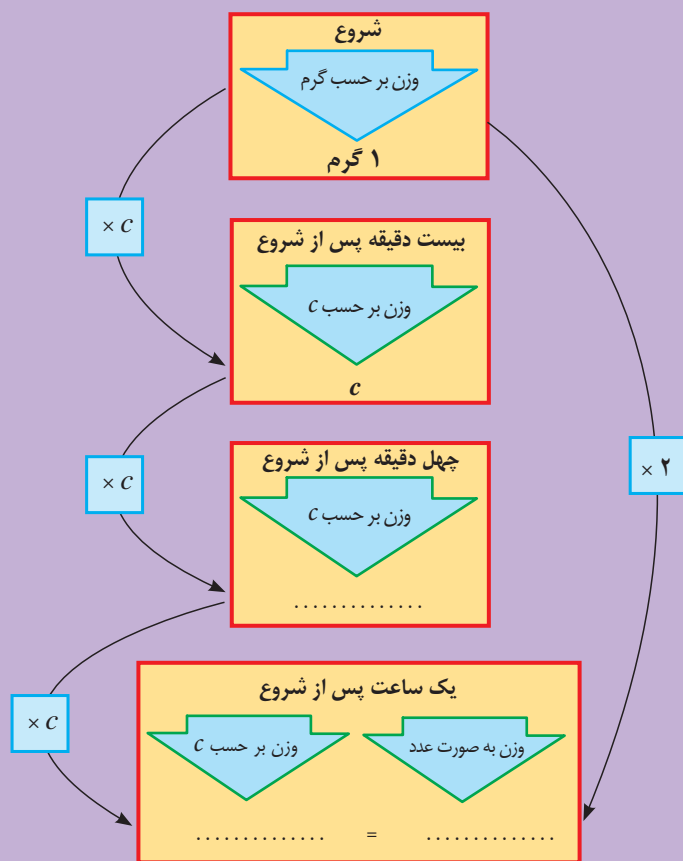 شروع
وزن بر حسب گرم
۱ گرم
× c
بیست دقیقه پس از شروع
وزن بر حسب c
c
× c
چهل دقیقه پس از شروع
وزن بر حسب c
..............
× ۲
یک ساعت پس از شروع
× c
وزن به صورت عدد
وزن بر حسب c
.............. = ..............